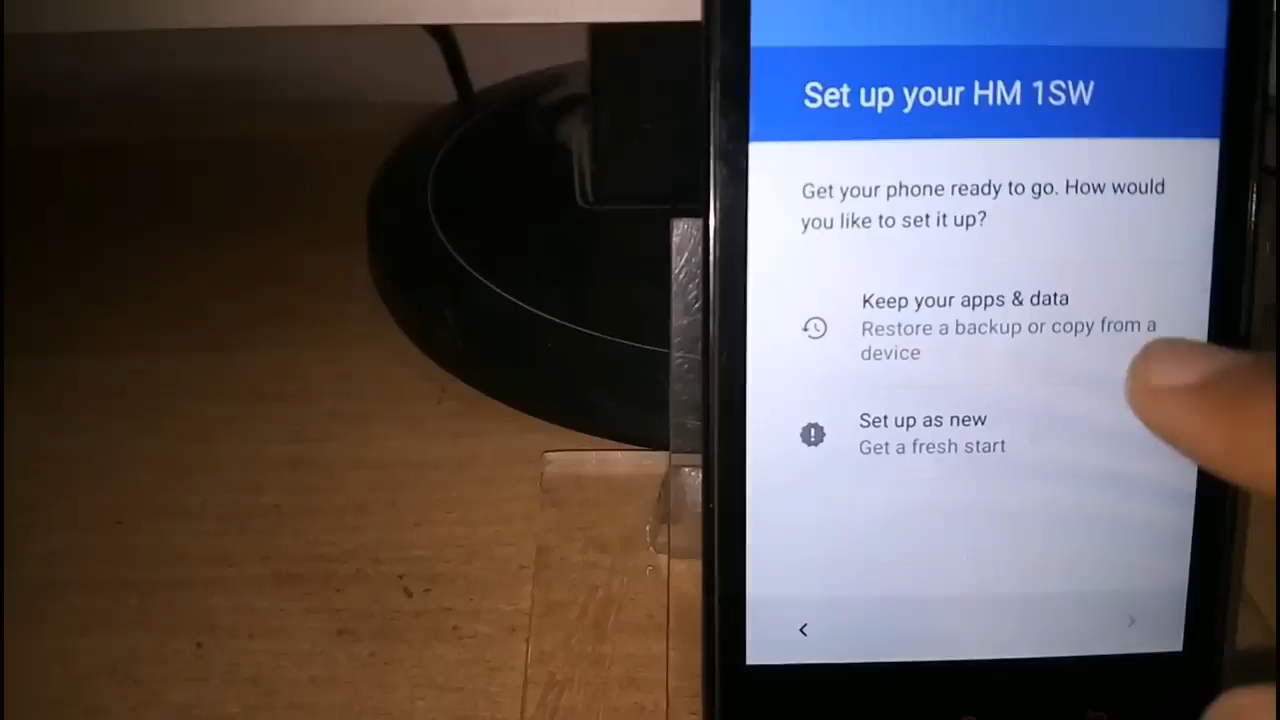 Set up your HM 1SW
Get your phone ready to go. How would
you like to set it up?
Keep your apps & data
Restore a backup or copy from a
device
Set up as new
Get a fresh start